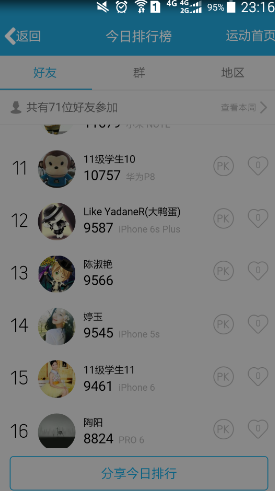 4G 4G 2G 95% 23:16
返回 今日排行榜 运动首页
好友 群 地区
共有71位好友参加 查看本周
11 11级学生10 PK 0
10757 华为P8
12 Like YadaneR(大鸭蛋) PK 0
9587 iPhone 6s Plus
13 陈淑艳 PK 0
9566
14 婷玉 PK 0
9545 iPhone 5s
15 11级学生11 PK 0
9461 iPhone 6
16 陶阳 PK 0
8824 PRO 6
分享今日排行